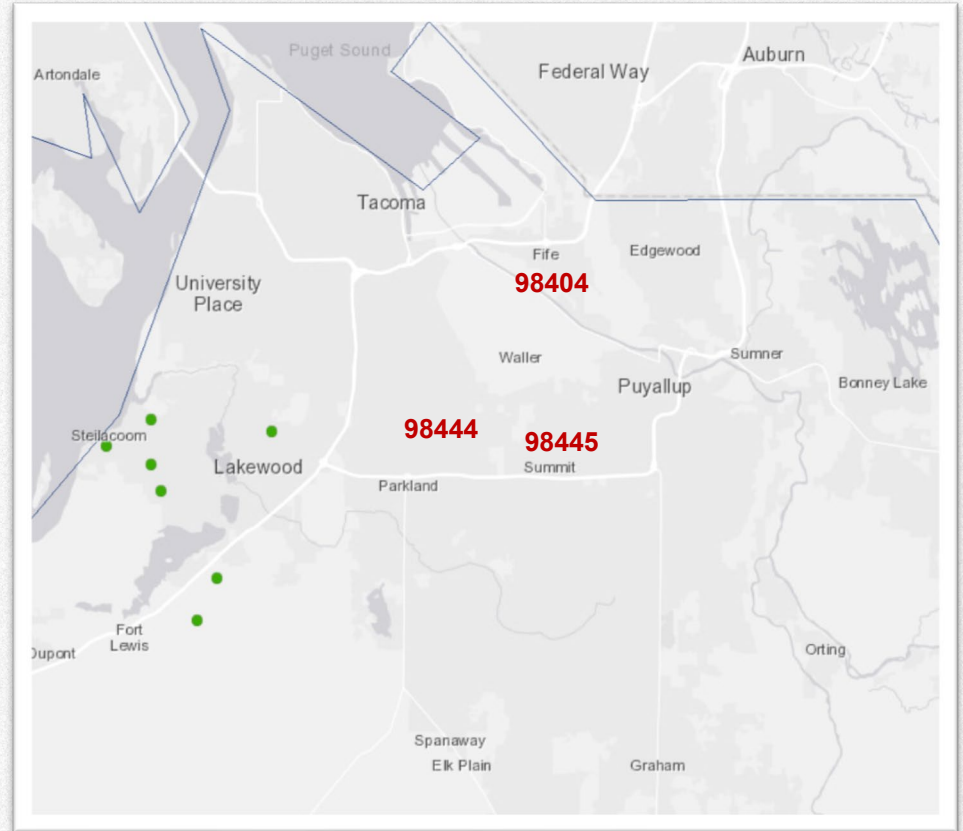 Puget Sound
Auburn
Artondale
Federal Way
Tacoma
Fife
Edgewood
98404
University
Place
Waller
Sumner
Puyallup
Bonney Lake
Steilacoom
98444
98445
Lakewood
Summit
Parkland
Fort
Lewis
Dupont
Orting
Spanaway
Elk Plain
Graham